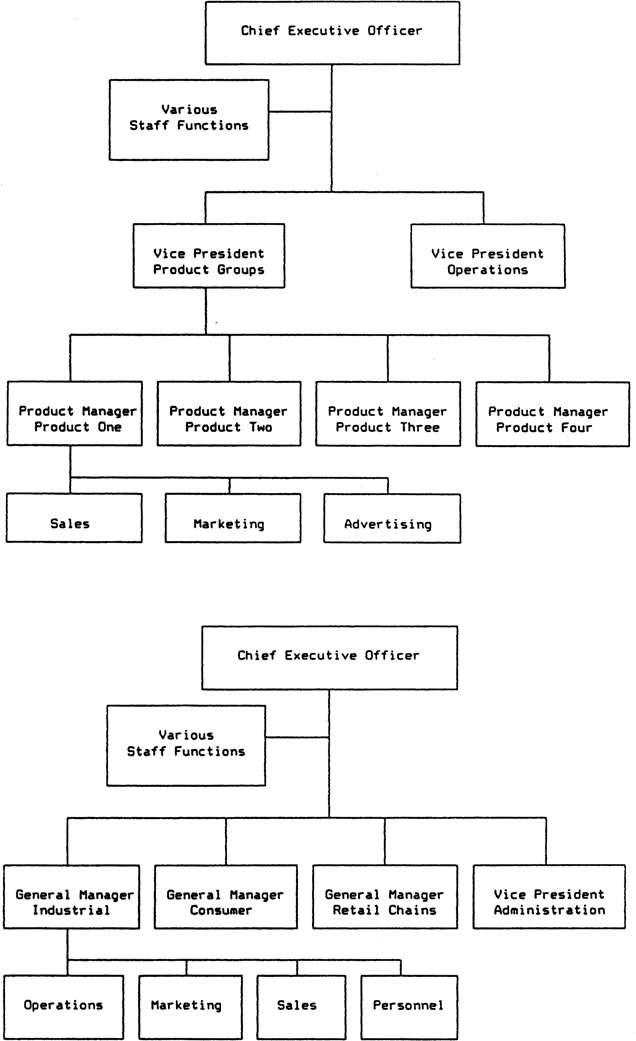 Chief Executive Officer
Various
Staff Functions
Vice President
Product Groups
Vice President
Operations
Product Manager
Product One
Product Manager
Product Two
Product Manager
Product Three
Product Manager
Product Four
Sales
Marketing
Advertising
Chief Executive Officer
Various
Staff Functions
General Manager
Industrial
General Manager
Consumer
General Manager
Retail Chains
Vice President
Administration
Operations
Marketing
Sales
Personnel